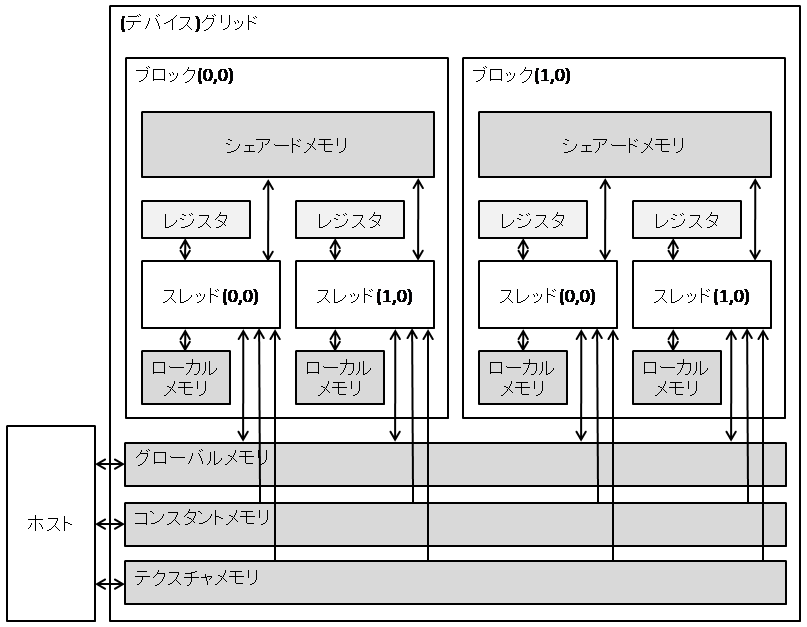 (デバイス)グリッド
ブロック(0,0)
シェアードメモリ
レジスタ
レジスタ
スレッド(0,0)
スレッド(1,0)
ローカル
メモリ
ローカル
メモリ
ブロック(1,0)
シェアードメモリ
レジスタ
レジスタ
スレッド(0,0)
スレッド(1,0)
ローカル
メモリ
ローカル
メモリ
ホスト
グローバルメモリ
コンスタントメモリ
テクスチャメモリ